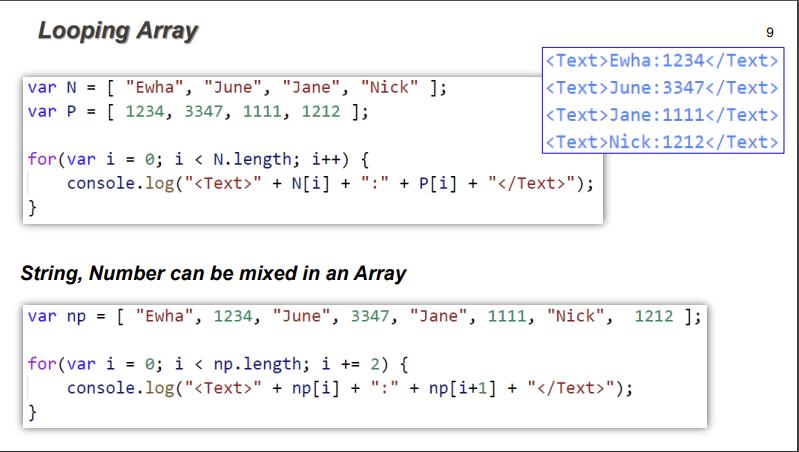 Looping Array
9
<Text>Ewha:1234</Text>
<Text>June:3347</Text>
<Text>Jane:1111</Text>
<Text>Nick:1212</Text>
var N = [ "Ewha", "June", "Jane", "Nick" ];
var P = [ 1234, 3347, 1111, 1212 ];
for(var i = 0; i < N.length; i++) {
console.log("<Text>" + N[i] + ":" + P[i] + "</Text>");
}
String, Number can be mixed in an Array
var np = [ "Ewha", 1234, "June", 3347, "Jane", 1111, "Nick",  1212 ];
for(var i = 0; i < np.length; i += 2) {
console.log("<Text>" + np[i] + ":" + np[i+1] + "</Text>");
}